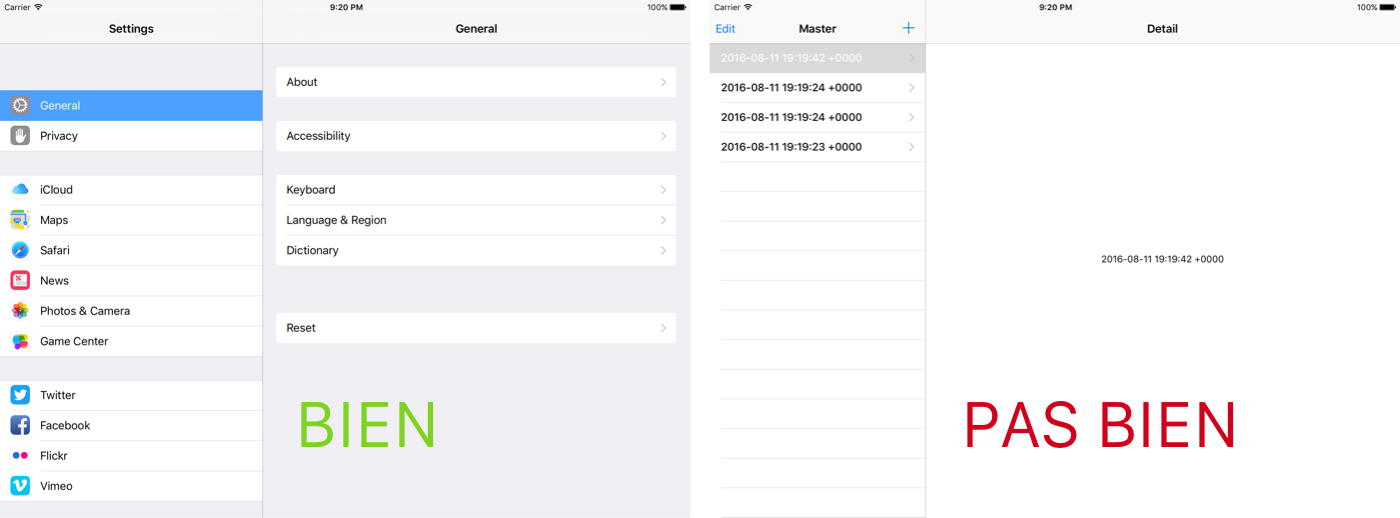 Carrier 9:20 PM 100%
Settings General
General
Privacy
iCloud
Maps
Safari
News
Photos & Camera
Game Center
Twitter
Facebook
Flickr
Vimeo
About
Accessibility
Keyboard
Language & Region
Dictionary
Reset
BIEN
Carrier 9:20 PM 100%
Edit Master + Detail
2016-08-11 19:19:42 +0000
2016-08-11 19:19:24 +0000
2016-08-11 19:19:24 +0000
2016-08-11 19:19:23 +0000
2016-08-11 19:19:42 +0000
PAS BIEN